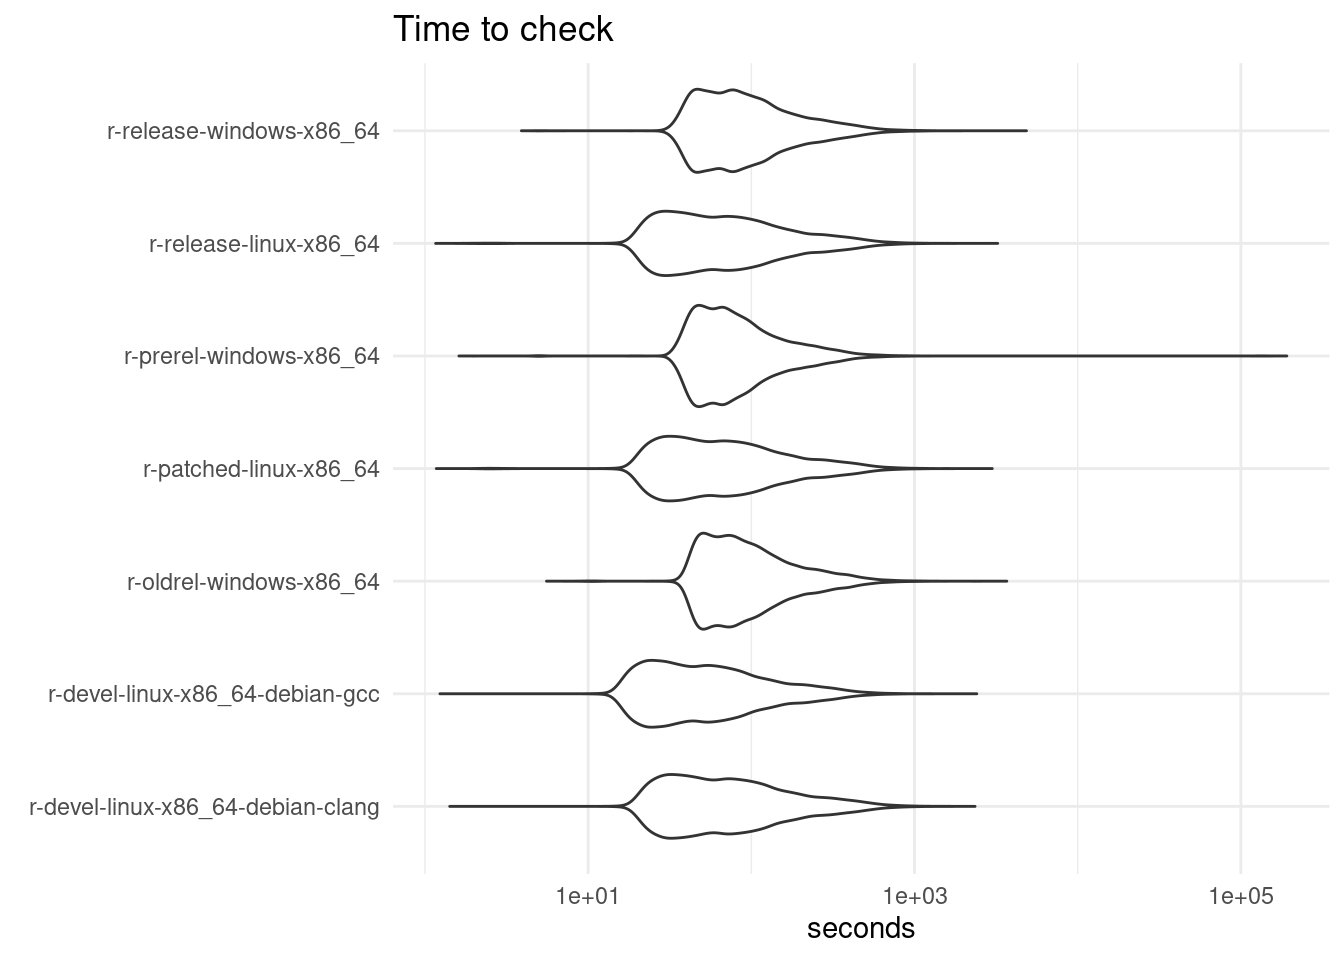 Time to check
r-release-windows-x86_64
r-release-linux-x86_64
r-prerel-windows-x86_64
r-patched-linux-x86_64
r-oldrel-windows-x86_64
r-devel-linux-x86_64-debian-gcc
r-devel-linux-x86_64-debian-clang
1e+01 1e+03 1e+05
seconds